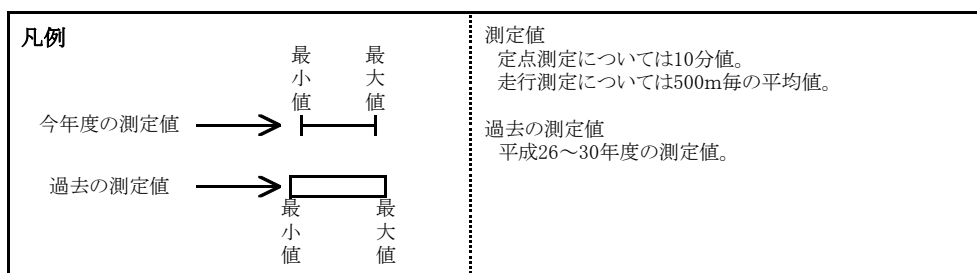 凡例
最小値
最大値
今年度の測定値
過去の測定値
最小値
最大値
測定値
定点測定については10分値。
走行測定については500m毎の平均値。
過去の測定値
平成26～30年度の測定値。